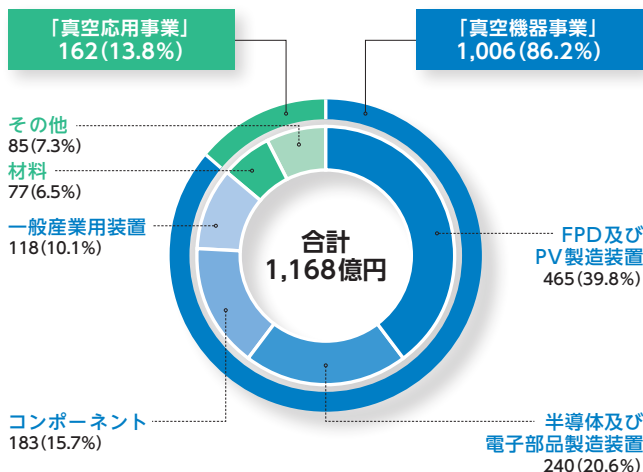 「真空応用事業」
162(13.8%)
「真空機器事業」
1,006(86.2%)
その他
85(7.3%)
材料
77(6.5%)
一般産業用装置
118(10.1%)
コンポーネント
183(15.7%)
合計
1,168億円
FPD及び
PV製造装置
465(39.8%)
半導体及び
電子部品製造装置
240(20.6%)